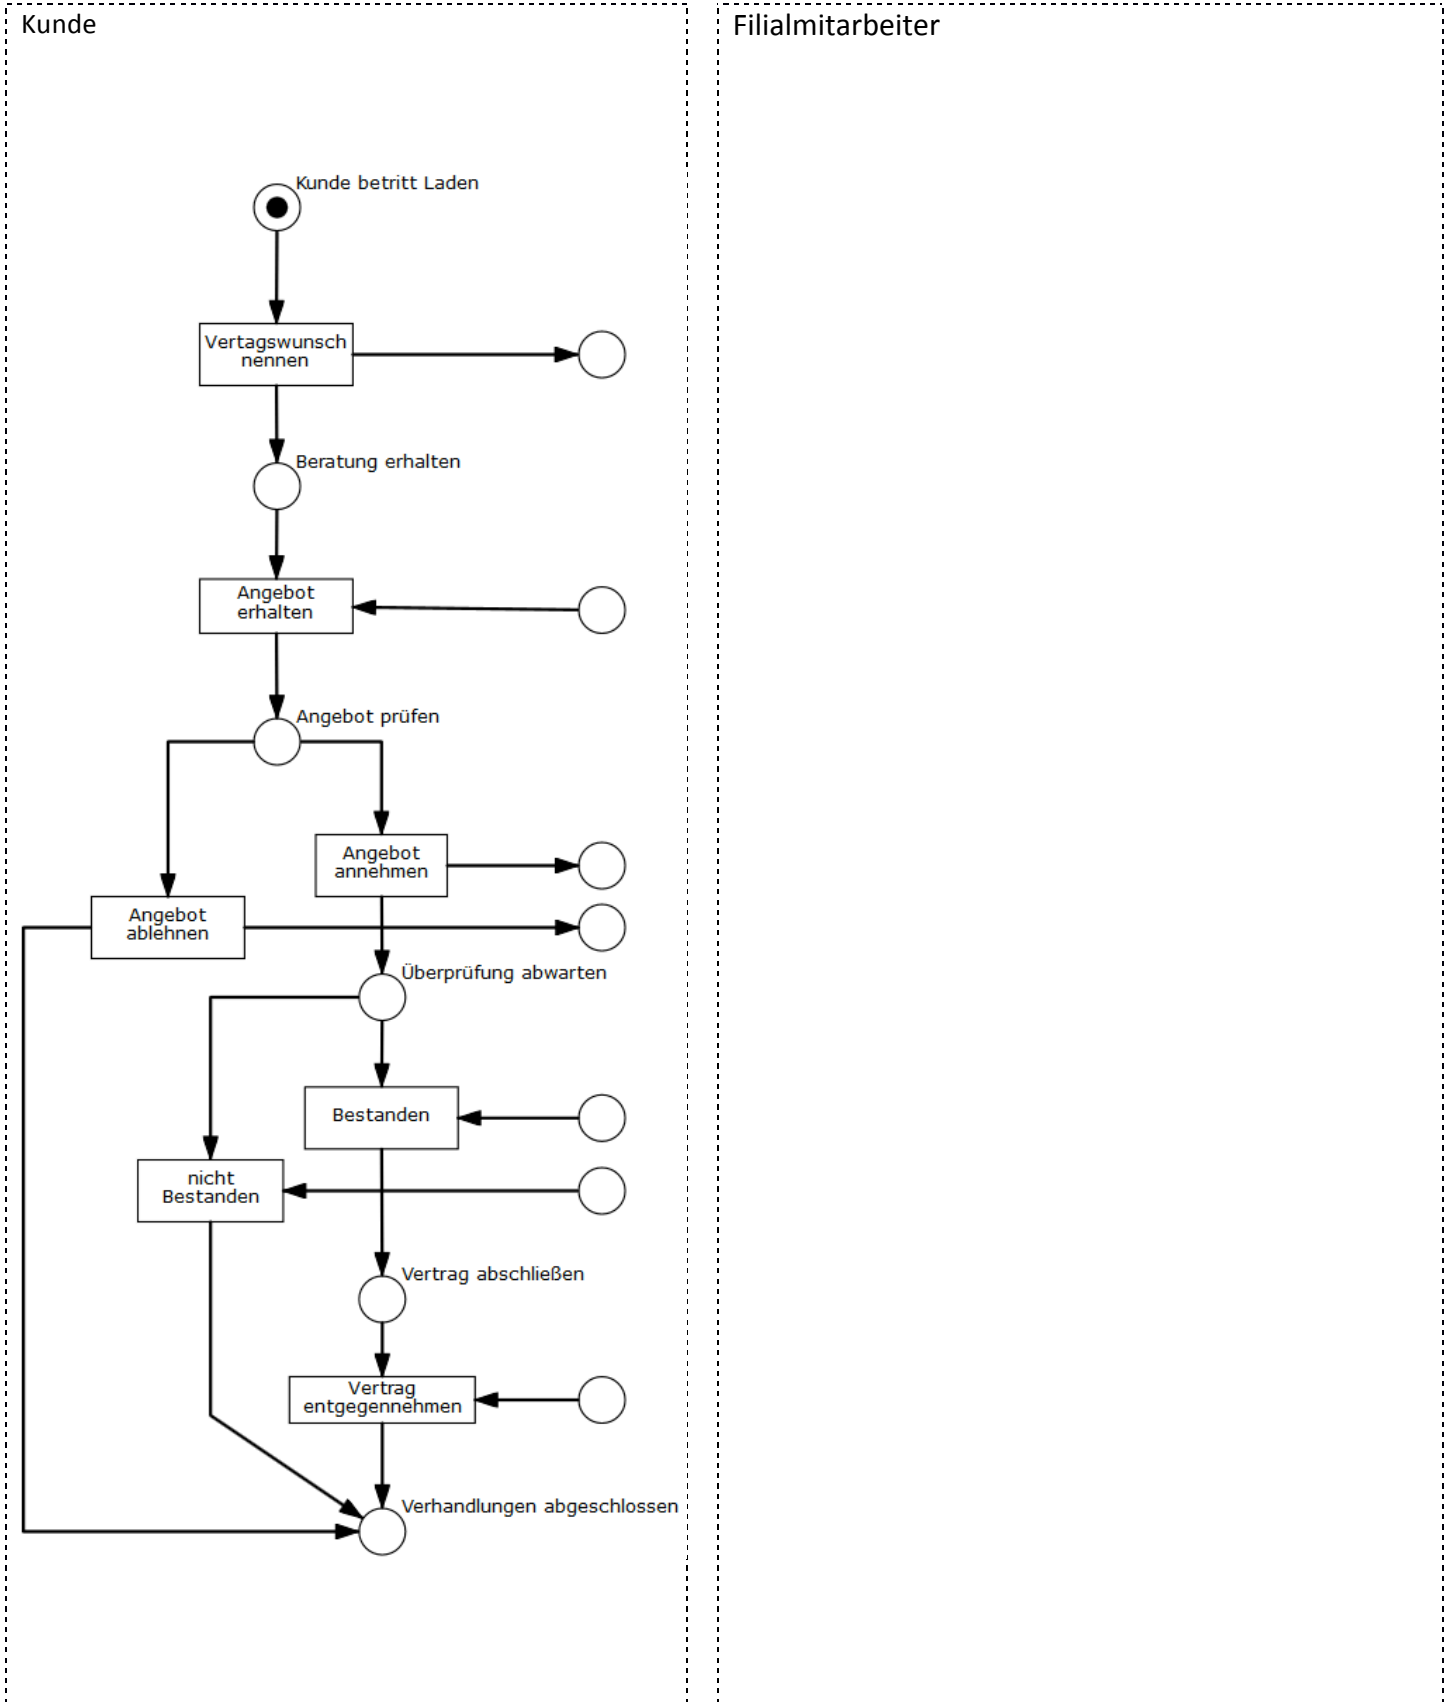 Kunde
Filialmitarbeiter
Kunde betritt Laden
Vertagswunsch
nennen
Beratung erhalten
Angebot
erhalten
Angebot prüfen
Angebot
annehmen
Angebot
ablehnen
Überprüfung abwarten
Bestanden
nicht
Bestanden
Vertrag abschließen
Vertrag
entgegennehmen
Verhandlungen abgeschlossen